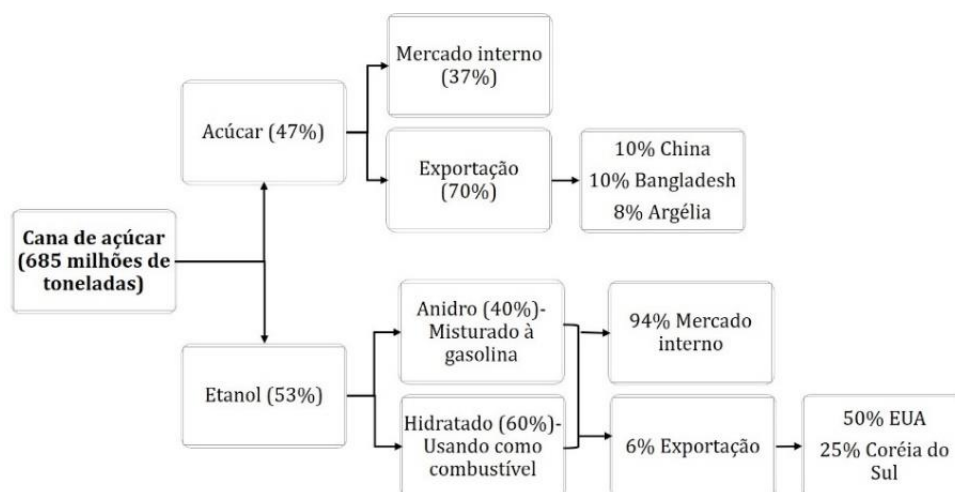 Cana de açúcar
(685 milhões de
toneladas)
Açúcar (47%)
Mercado interno
(37%)
Exportação
(70%)
10% China
10% Bangladesh
8% Argélia
Etanol (53%)
Anidro (40%)-
Misturado à
gasolina
Hidratado (60%)-
Usando como
combustível
94% Mercado
interno
6% Exportação
50% EUA
25% Coréia do
Sul